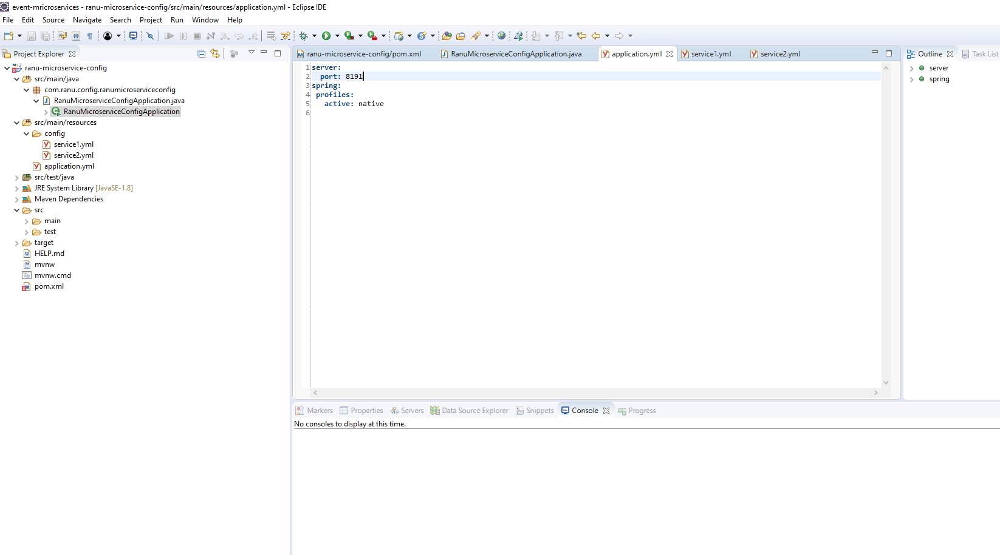 event-mricroservices - ranu-microservice-config/src/main/resources/application.yml - Eclipse IDE
File Edit Source Navigate Search Project Run Window Help
Project Explorer
ranu-microservice-config
src/main/java
com.ranu.config.ranumicroserviceconfig
RanuMicroserviceConfigApplication.java
RanuMicroserviceConfigApplication
src/main/resources
config
service1.yml
service2.yml
application.yml
src/test/java
JRE System Library [JavaSE-1.8]
Maven Dependencies
src
main
test
target
HELP.md
mvnw
mvnw.cmd
pom.xml
ranu-microservice-config/pom.xml RanuMicroserviceConfigApplication.java application.yml service1.yml service2.yml
1 server:
2 port: 8191
3 spring:
4 profiles:
5 active: native
6
Outline Task List
server
spring
Markers Properties Servers Data Source Explorer Snippets Console Progress
No consoles to display at this time.